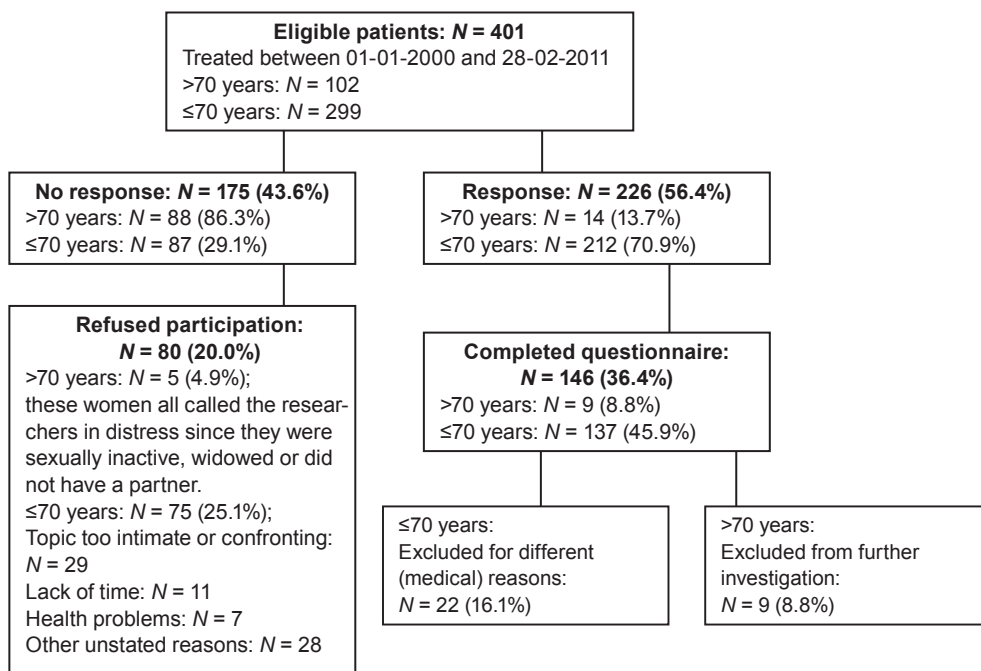 Eligible patients: N = 401
Treated between 01-01-2000 and 28-02-2011
>70 years: N = 102
≤70 years: N = 299
No response: N = 175 (43.6%)
>70 years: N = 88 (86.3%)
≤70 years: N = 87 (29.1%)
Response: N = 226 (56.4%)
>70 years: N = 14 (13.7%)
≤70 years: N = 212 (70.9%)
Refused participation:
N = 80 (20.0%)
>70 years: N = 5 (4.9%);
these women all called the resear-
chers in distress since they were
sexually inactive, widowed or did
not have a partner.
≤70 years: N = 75 (25.1%);
Topic too intimate or confronting:
N = 29
Lack of time: N = 11
Health problems: N = 7
Other unstated reasons: N = 28
Completed questionnaire:
N = 146 (36.4%)
>70 years: N = 9 (8.8%)
≤70 years: N = 137 (45.9%)
≤70 years:
Excluded for different
(medical) reasons:
N = 22 (16.1%)
>70 years:
Excluded from further
investigation:
N = 9 (8.8%)